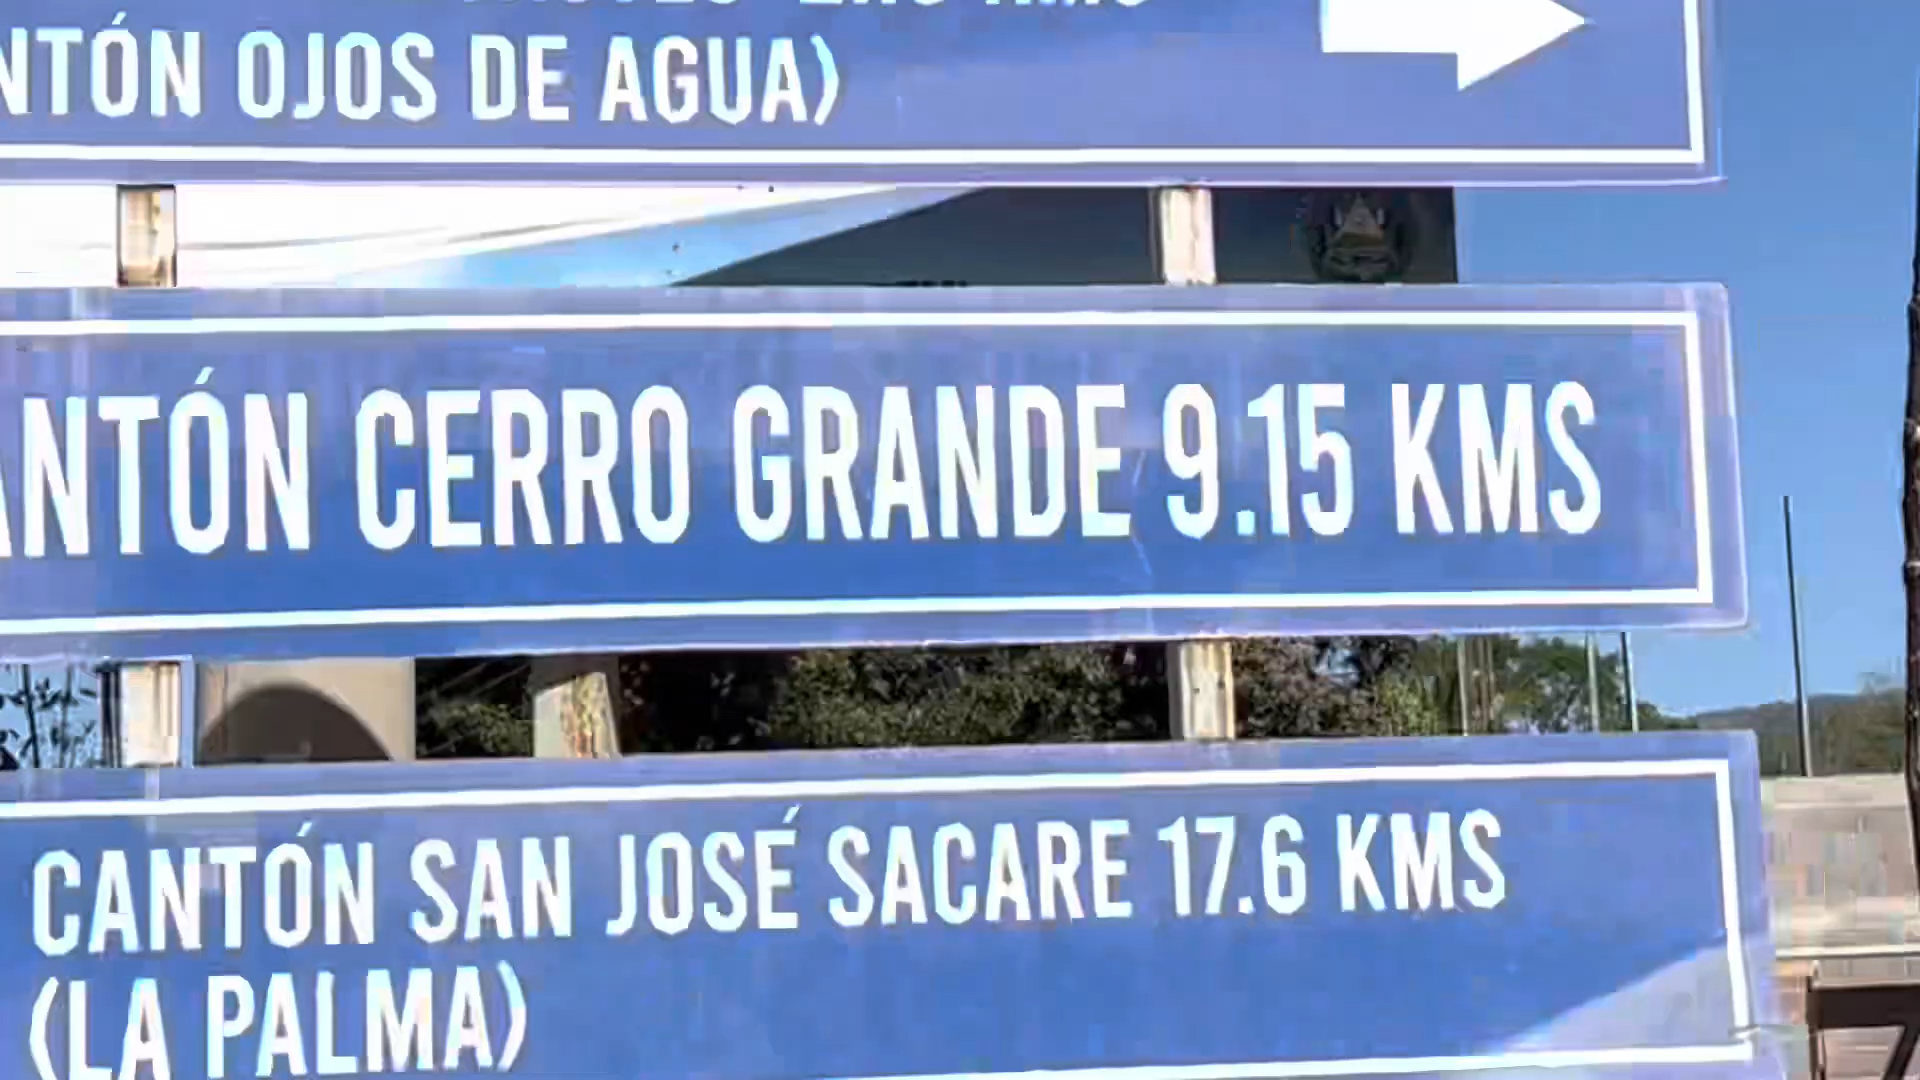 NTÓN OJOS DE AGUA)
ANTÓN CERRO GRANDE 9.15 KMS
CANTÓN SAN JOSÉ SACARE 17.6 KMS
(LA PALMA)